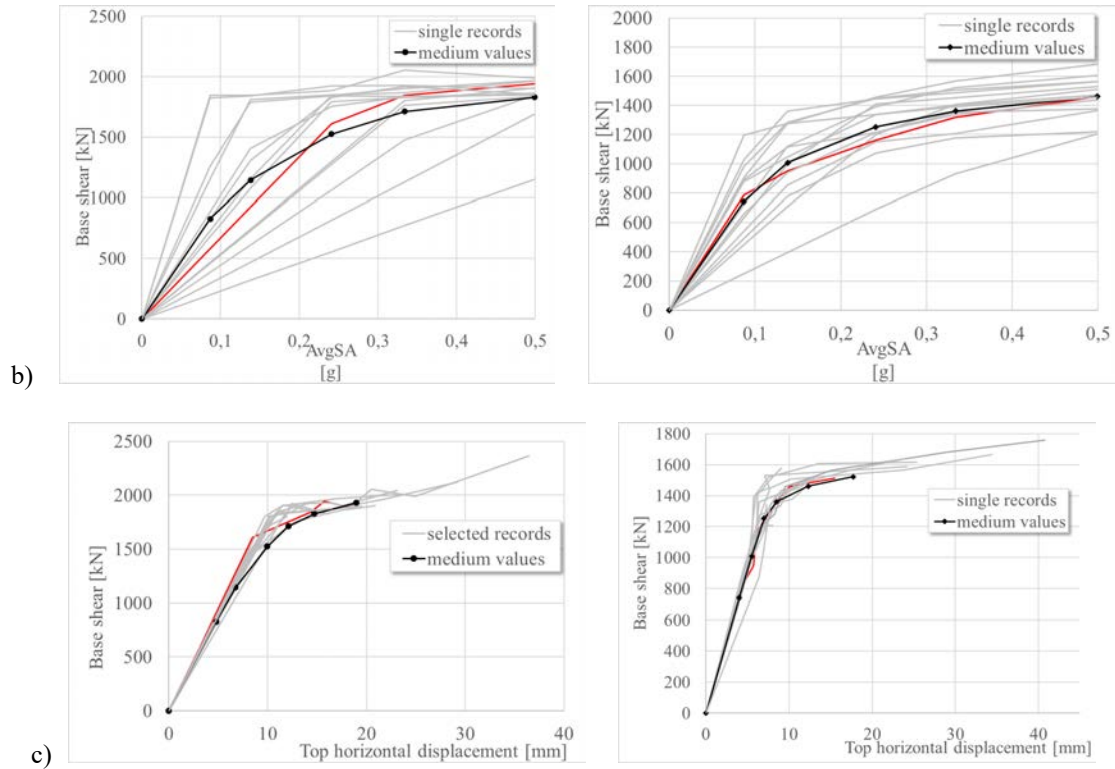 2500
2000
1500
1000
500
0
Base shear [kN]
single records
medium values
0
0,1
0,2
0,3
0,4
0,5
AvgSA
[g]
2000
1800
1600
1400
1200
1000
800
600
400
200
0
Base shear [kN]
single records
medium values
0
0,1
0,2
0,3
0,4
0,5
AvgSA
[g]
b)
2500
2000
1500
1000
500
0
Base shear [kN]
selected records
medium values
0
10
20
30
40
Top horizontal displacement [mm]
1800
1600
1400
1200
1000
800
600
400
200
0
Base shear [kN]
single records
medium values
0
10
20
30
40
Top horizontal displacement [mm]
c)